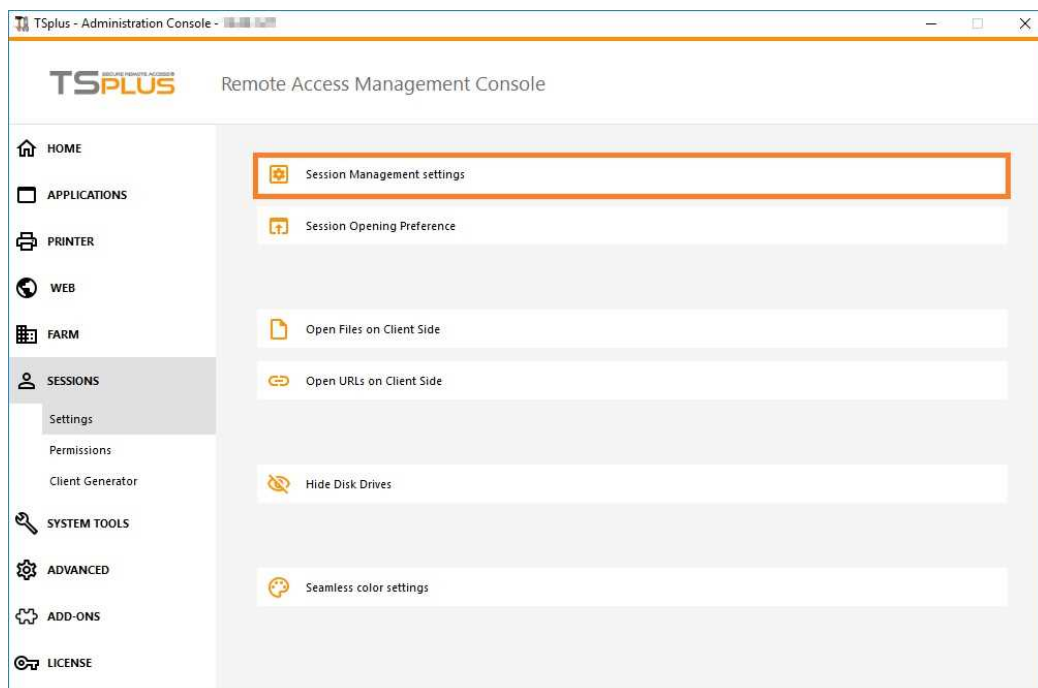 TSplus - Administration Console -
TSPLUS SECURE REMOTE ACCESS
Remote Access Management Console
HOME
APPLICATIONS
PRINTER
WEB
FARM
SESSIONS
Settings
Permissions
Client Generator
SYSTEM TOOLS
ADVANCED
ADD-ONS
LICENSE
Session Management settings
Session Opening Preference
Open Files on Client Side
Open URLs on Client Side
Hide Disk Drives
Seamless color settings